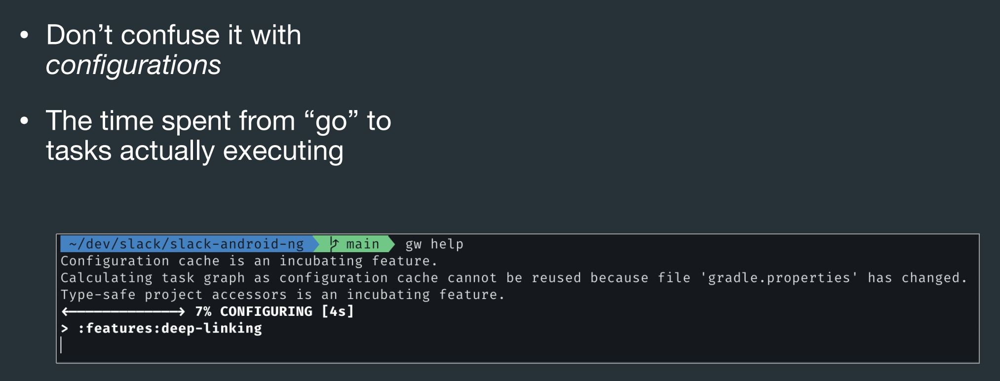 • Don’t confuse it with
configurations
• The time spent from “go” to
tasks actually executing
~/dev/slack/slack-android-ng main gw help
Configuration cache is an incubating feature.
Calculating task graph as configuration cache cannot be reused because file 'gradle.properties' has changed.
Type-safe project accessors is an incubating feature.
<-------------> 7% CONFIGURING [4s]
> :features:deep-linking